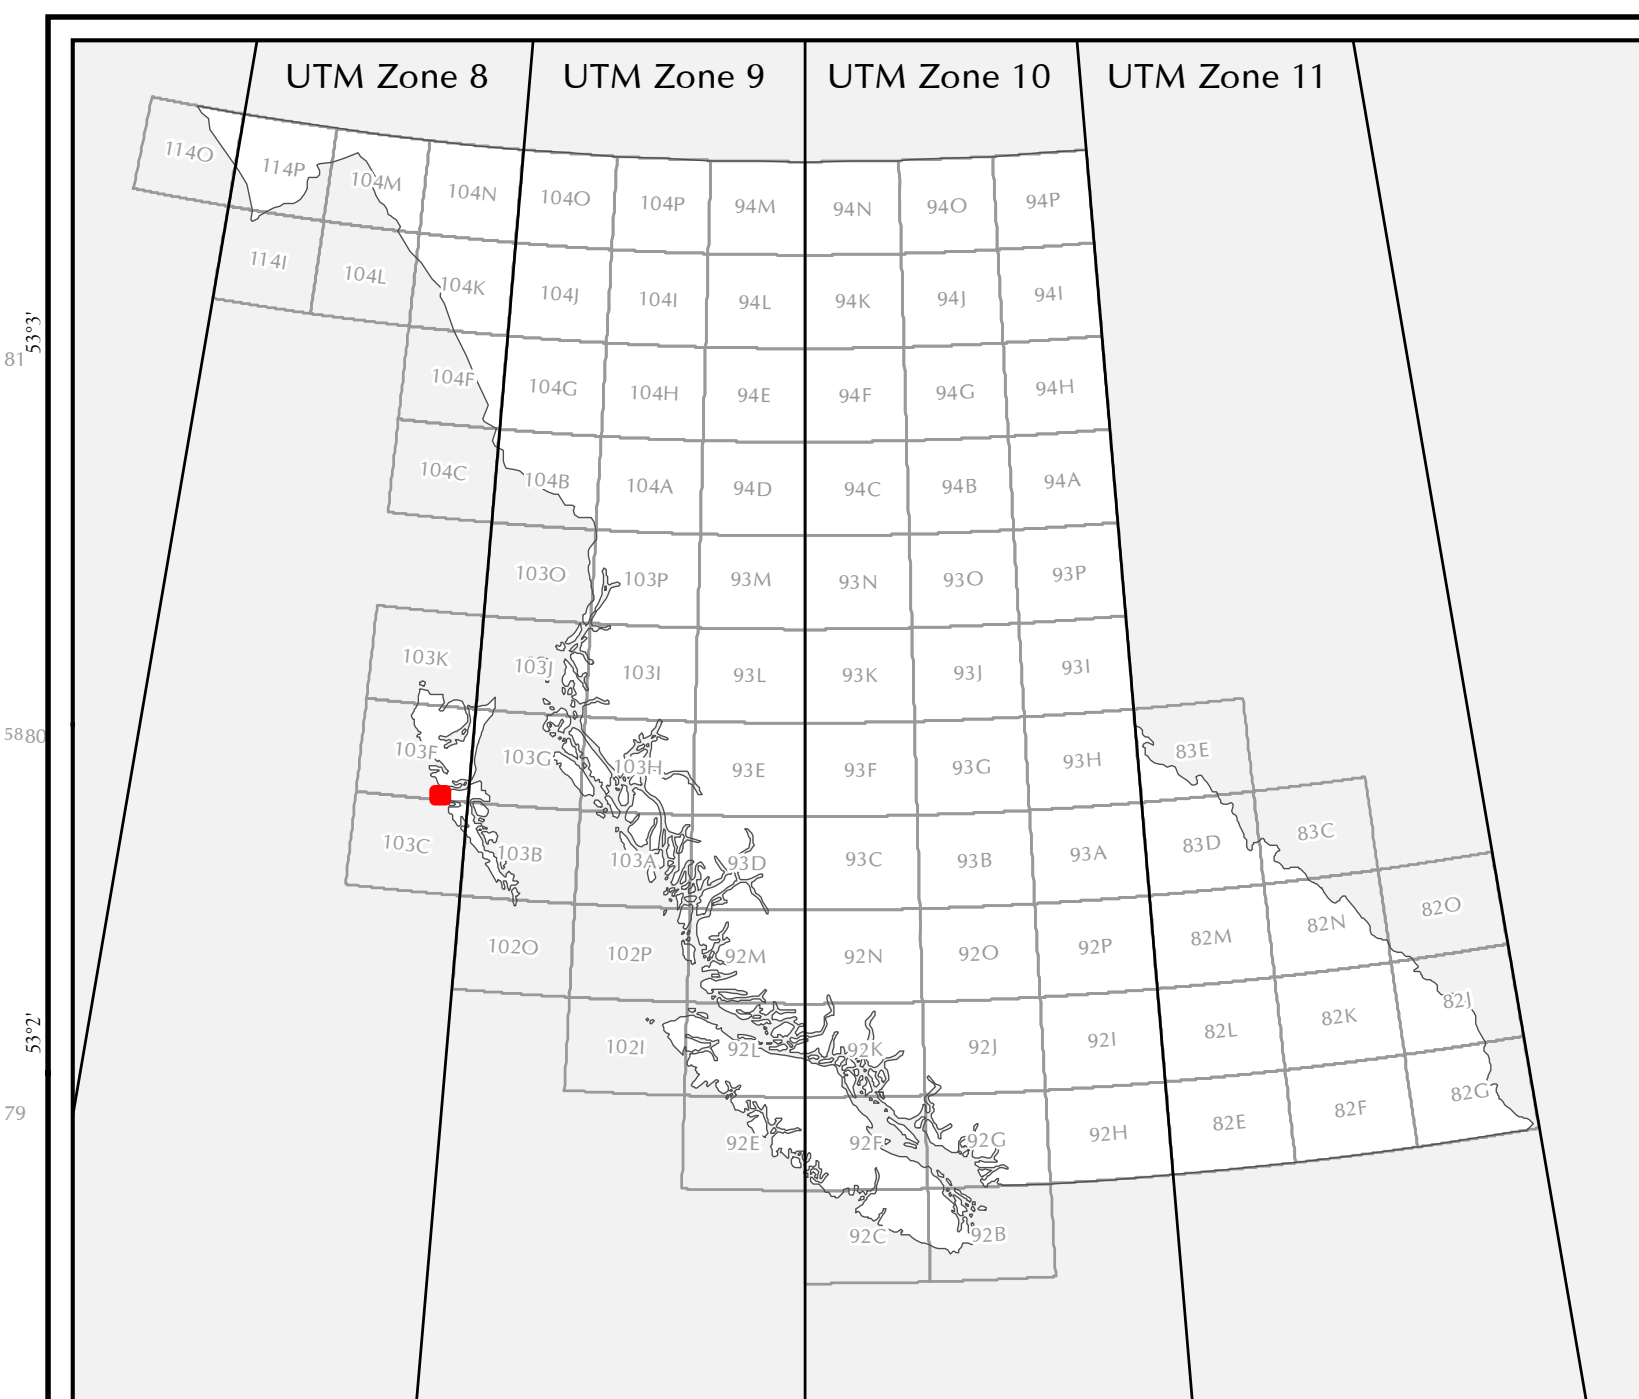 UTM Zone 8 UTM Zone 9 UTM Zone 10 UTM Zone 11
114O 114P 104M 104N 104O 104P 94M 94N 94O 94P
114I 104L 104K 104J 104I 94L 94K 94J 94I
53°3'
81
104F 104G 104H 94E 94F 94G 94H
104C 104B 104A 94D 94C 94B 94A
103O 103P 93M 93N 93O 93P
103K 103J 103I 93L 93K 93J 93I
5880
103F 103G 103H 93E 93F 93G 93H 83E
103C 103B 103A 93D 93C 93B 93A 83D 83C
102O 102P 92M 92N 92O 92P 82M 82N 82O
53°2'
102I 92L 92K 92J 92I 82L 82K 82J
79
92E 92F 92G 92H 82E 82F 82G
92C 92B